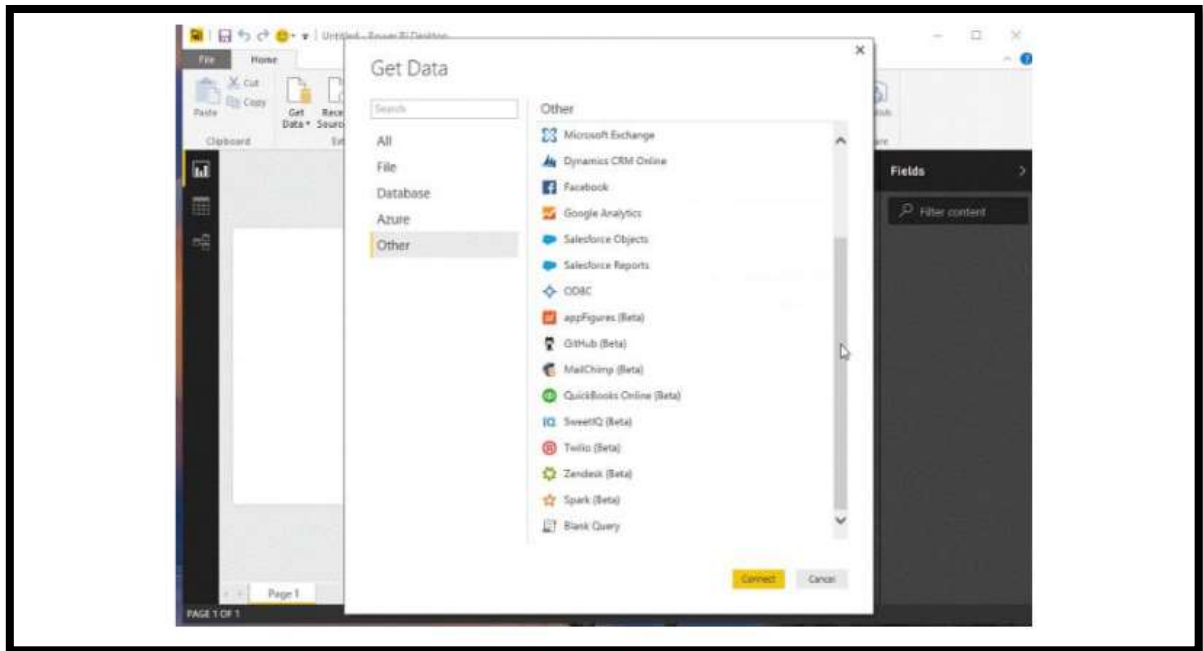 Untitled - Power BI Desktop
File
Home
Cut
Copy
Paste
Get
Data
Clipboard
Get Data
Search
All
File
Database
Azure
Other
Other
Microsoft Exchange
Dynamics CRM Online
Facebook
Google Analytics
Salesforce Objects
Salesforce Reports
ODBC
appFigures (Beta)
GitHub (Beta)
MailChimp (Beta)
QuickBooks Online (Beta)
SweetIQ (Beta)
Twilio (Beta)
Zendesk (Beta)
Spark (Beta)
Blank Query
Connect
Cancel
Fields
Filter content
Page 1
PAGE 1 OF 1